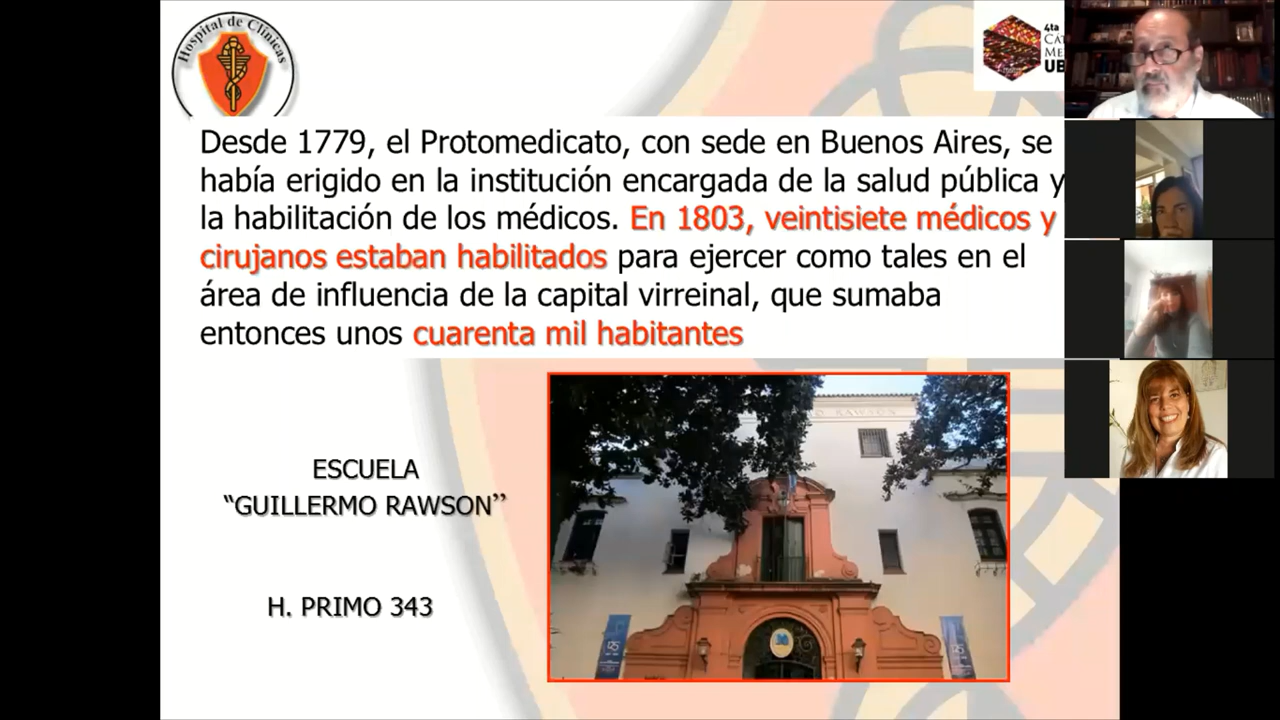 Hospital de Clínicas
4ta
UB
Desde 1779, el Protomedicato, con sede en Buenos Aires, se
había erigido en la institución encargada de la salud pública y
la habilitación de los médicos. En 1803, veintisiete médicos y
cirujanos estaban habilitados para ejercer como tales en el
área de influencia de la capital virreinal, que sumaba
entonces unos cuarenta mil habitantes
RAWSON
ESCUELA
“GUILLERMO RAWSON’’
H. PRIMO 343
125